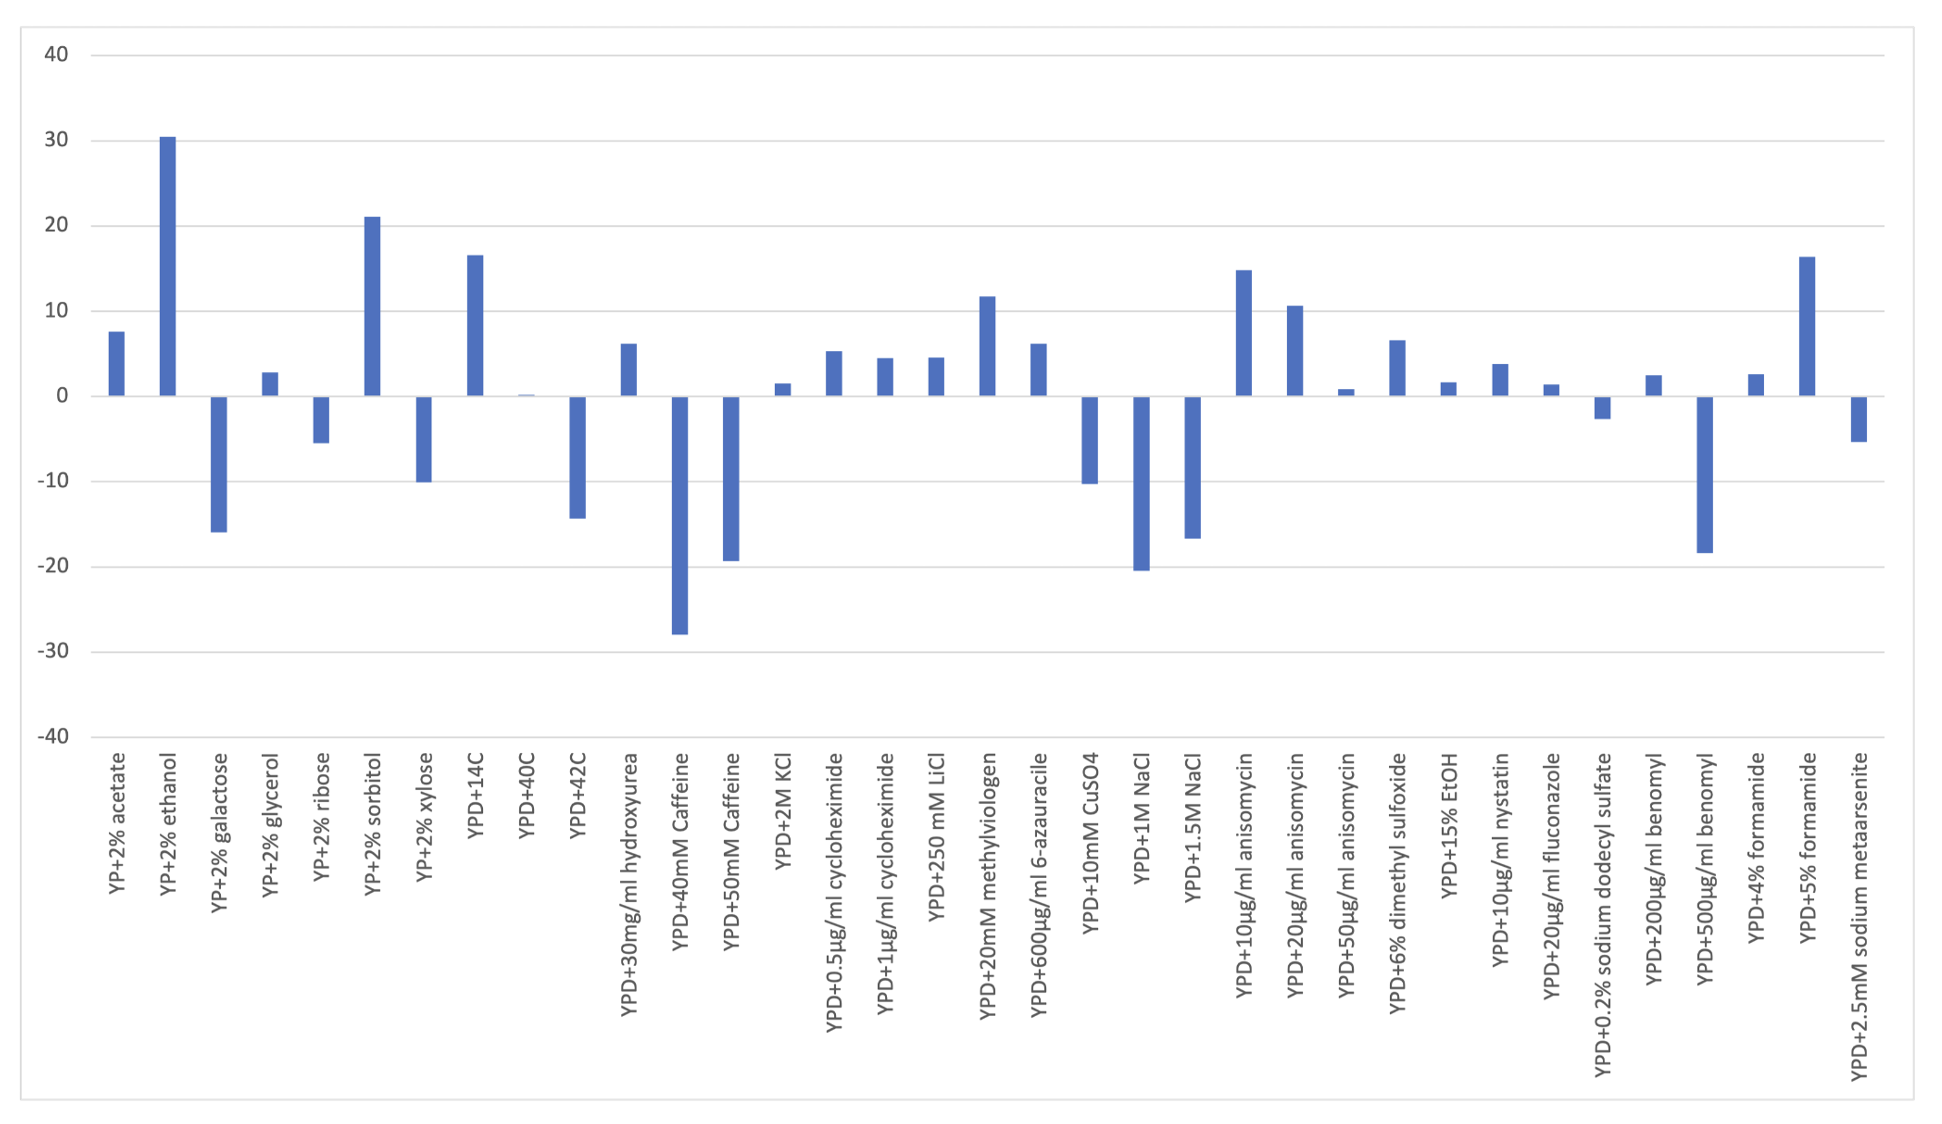 40
30
20
10
0
-10
-20
-30
-40
YP+2% acetate
YP+2% ethanol
YP+2% galactose
YP+2% glycerol
YP+2% ribose
YP+2% sorbitol
YP+2% xylose
YPD+14C
YPD+40C
YPD+42C
YPD+30mg/ml hydroxyurea
YPD+40mM Caffeine
YPD+50mM Caffeine
YPD+2M KCl
YPD+0.5µg/ml cycloheximide
YPD+1µg/ml cycloheximide
YPD+250 mM LiCl
YPD+20mM methylviologen
YPD+600µg/ml 6-azauracile
YPD+10mM CuSO4
YPD+1M NaCl
YPD+1.5M NaCl
YPD+10µg/ml anisomycin
YPD+20µg/ml anisomycin
YPD+50µg/ml anisomycin
YPD+6% dimethyl sulfoxide
YPD+15% EtOH
YPD+10µg/ml nystatin
YPD+20µg/ml fluconazole
YPD+0.2% sodium dodecyl sulfate
YPD+200µg/ml benomyl
YPD+500µg/ml benomyl
YPD+4% formamide
YPD+5% formamide
YPD+2.5mM sodium metaarsenite